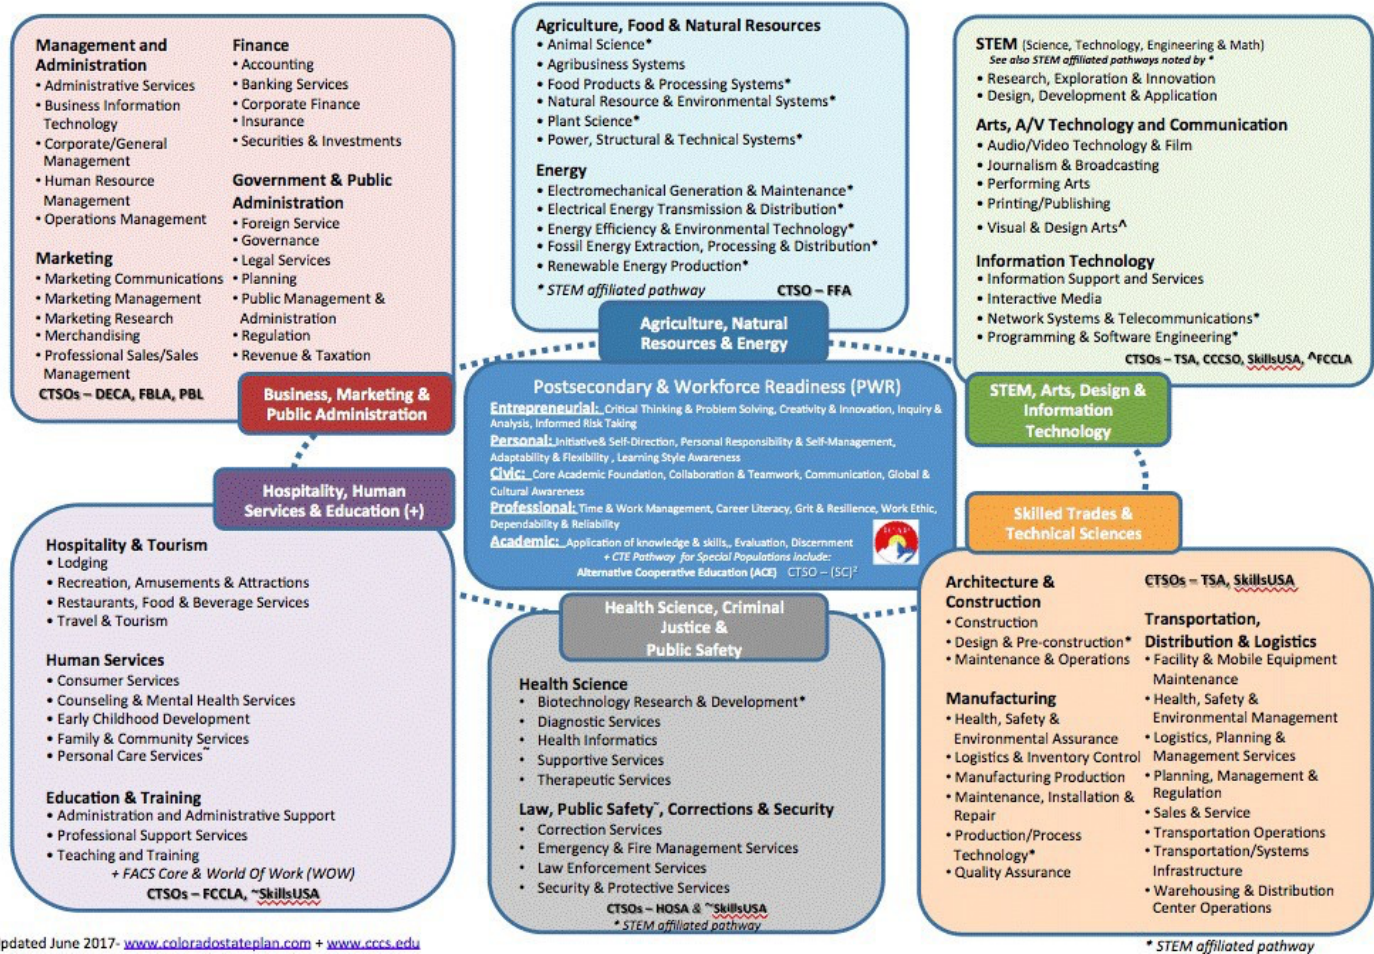 Management and
Administration
• Administrative Services
• Business Information
Technology
• Corporate/General
Management
• Human Resource
Management
• Operations Management
Marketing
• Marketing Communications
• Marketing Management
• Marketing Research
• Merchandising
• Professional Sales/Sales
Management
CTSOs – DECA, FBLA, PBL
Finance
• Accounting
• Banking Services
• Corporate Finance
• Insurance
• Securities & Investments
Government & Public
Administration
• Foreign Service
• Governance
• Legal Services
• Planning
• Public Management &
Administration
• Regulation
• Revenue & Taxation
Business, Marketing &
Public Administration
Agriculture, Food & Natural Resources
• Animal Science*
• Agribusiness Systems
• Food Products & Processing Systems*
• Natural Resource & Environmental Systems*
• Plant Science*
• Power, Structural & Technical Systems*
Energy
• Electromechanical Generation & Maintenance*
• Electrical Energy Transmission & Distribution*
• Energy Efficiency & Environmental Technology*
• Fossil Energy Extraction, Processing & Distribution*
• Renewable Energy Production*
* STEM affiliated pathway CTSO – FFA
Agriculture, Natural
Resources & Energy
STEM (Science, Technology, Engineering & Math)
See also STEM affiliated pathways noted by *
• Research, Exploration & Innovation
• Design, Development & Application
Arts, A/V Technology and Communication
• Audio/Video Technology & Film
• Journalism & Broadcasting
• Performing Arts
• Printing/Publishing
• Visual & Design Arts^
Information Technology
• Information Support and Services
• Interactive Media
• Network Systems & Telecommunications*
• Programming & Software Engineering*
CTSOs – TSA, CCCSO, SkillsUSA, ^FCCLA
STEM, Arts, Design &
Information
Technology
Postsecondary & Workforce Readiness (PWR)
Entrepreneurial: Critical Thinking & Problem Solving, Creativity & Innovation, Inquiry &
Analysis, Informed Risk Taking
Personal: Initiative& Self-Direction, Personal Responsibility & Self-Management,
Adaptability & Flexibility , Learning Style Awareness
Civic: Core Academic Foundation, Collaboration & Teamwork, Communication, Global &
Cultural Awareness
Professional: Time & Work Management, Career Literacy, Grit & Resilience, Work Ethic,
Dependability & Reliability
Academic: Application of knowledge & skills,, Evaluation, Discernment
+ CTE Pathway for Special Populations include:
Alternative Cooperative Education (ACE) CTSO – (SC)²
Hospitality, Human
Services & Education (+)
Hospitality & Tourism
• Lodging
• Recreation, Amusements & Attractions
• Restaurants, Food & Beverage Services
• Travel & Tourism
Human Services
• Consumer Services
• Counseling & Mental Health Services
• Early Childhood Development
• Family & Community Services
• Personal Care Services~
Education & Training
• Administration and Administrative Support
• Professional Support Services
• Teaching and Training
+ FACS Core & World Of Work (WOW)
CTSOs – FCCLA, ~SkillsUSA
Health Science, Criminal
Justice &
Public Safety
Health Science
• Biotechnology Research & Development*
• Diagnostic Services
• Health Informatics
• Supportive Services
• Therapeutic Services
Law, Public Safety~, Corrections & Security
• Correction Services
• Emergency & Fire Management Services
• Law Enforcement Services
• Security & Protective Services
CTSOs – HOSA & ~SkillsUSA
* STEM affiliated pathway
Skilled Trades &
Technical Sciences
Architecture &
Construction
• Construction
• Design & Pre-construction*
• Maintenance & Operations
Manufacturing
• Health, Safety &
Environmental Assurance
• Logistics & Inventory Control
• Manufacturing Production
• Maintenance, Installation &
Repair
• Production/Process
Technology*
• Quality Assurance
CTSOs – TSA, SkillsUSA
Transportation,
Distribution & Logistics
• Facility & Mobile Equipment
Maintenance
• Health, Safety &
Environmental Management
• Logistics, Planning &
Management Services
• Planning, Management &
Regulation
• Sales & Service
• Transportation Operations
• Transportation/Systems
Infrastructure
• Warehousing & Distribution
Center Operations
* STEM affiliated pathway
pdated June 2017- www.coloradostateplan.com + www.cccs.edu